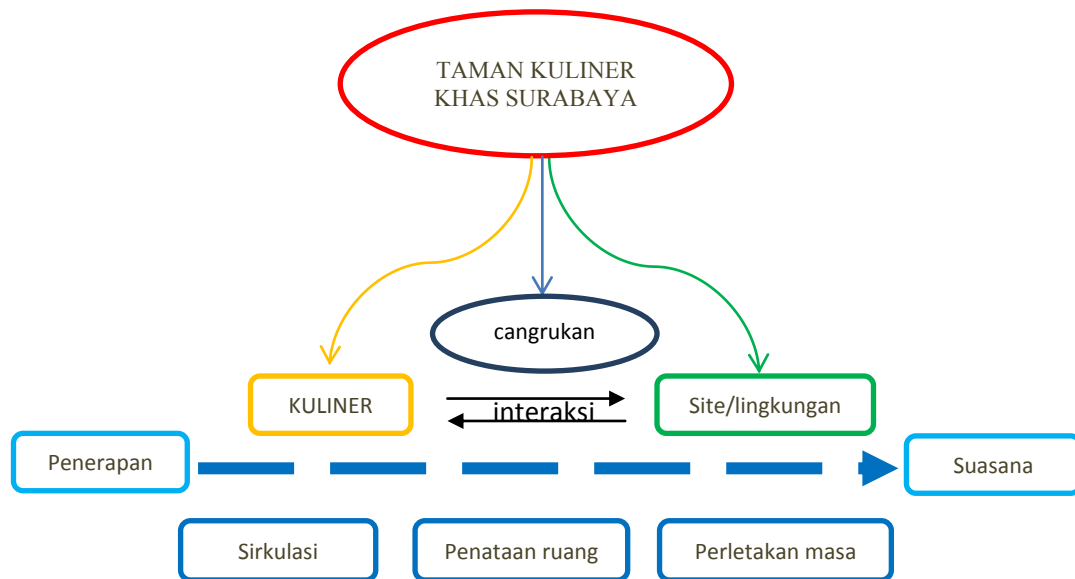 TAMAN KULINER
KHAS SURABAYA
cangrukan
KULINER
interaksi
Site/lingkungan
Penerapan
Suasana
Sirkulasi
Penataan ruang
Perletakan masa